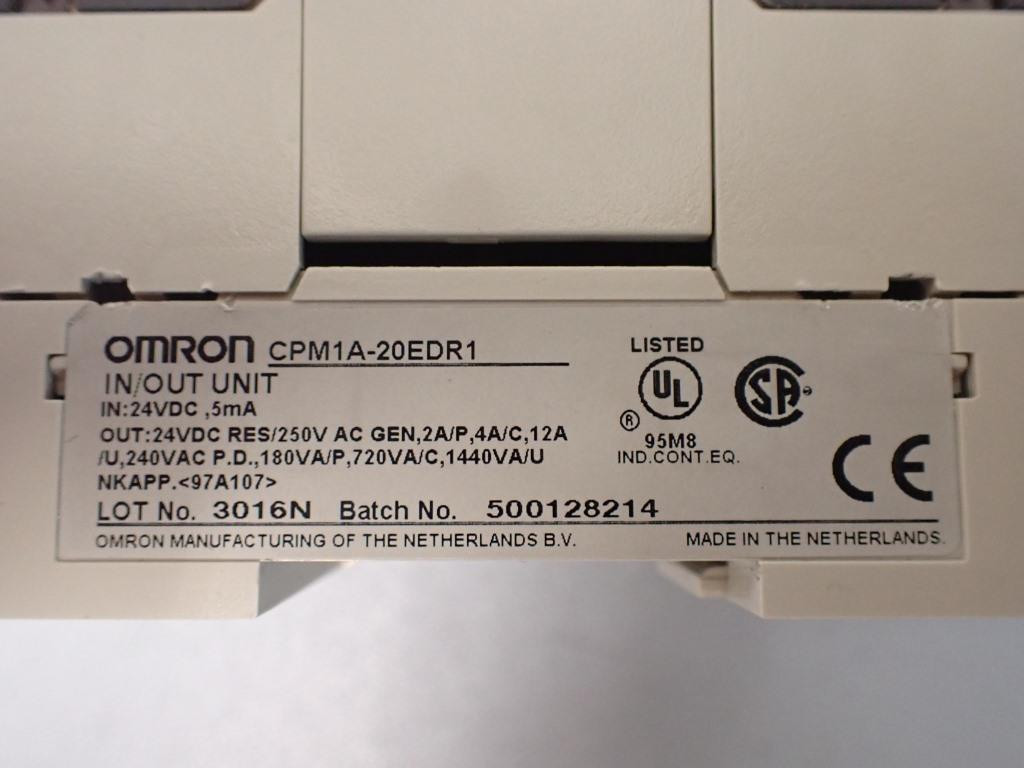 OMRON CPM1A-20EDR1
IN/OUT UNIT
IN:24VDC ,5mA
OUT:24VDC RES/250V AC GEN,2A/P,4A/C,12A
/U,240VAC P.D.,180VA/P,720VA/C,1440VA/U
NKAPP.<97A107>
LOT No. 3016N Batch No. 500128214
OMRON MANUFACTURING OF THE NETHERLANDS B.V.
MADE IN THE NETHERLANDS.
LISTED
UL
®
95M8
IND.CONT.EQ.
SA
CE